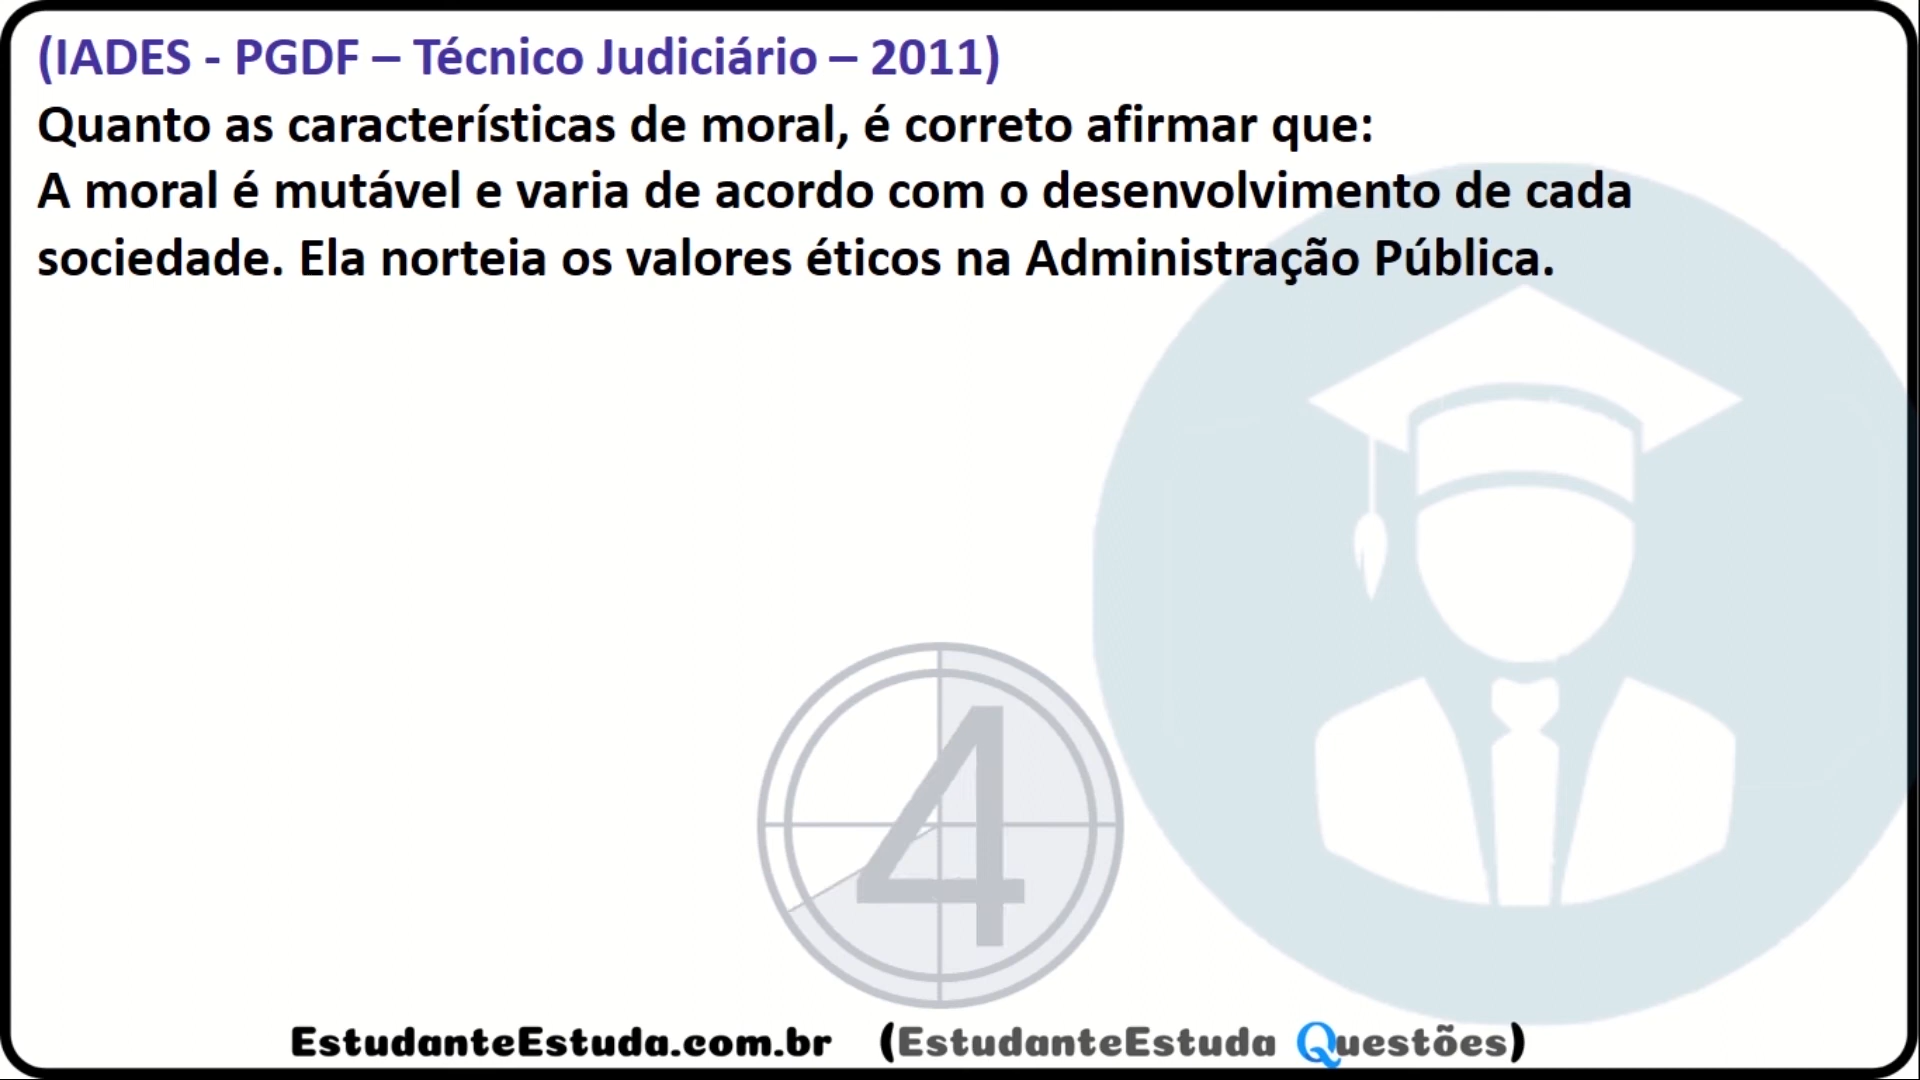 (IADES - PGDF – Técnico Judiciário – 2011)
Quanto as características de moral, é correto afirmar que:
A moral é mutável e varia de acordo com o desenvolvimento de cada
sociedade. Ela norteia os valores éticos na Administração Pública.
4
EstudanteEstuda.com.br (EstudanteEstuda Questões)